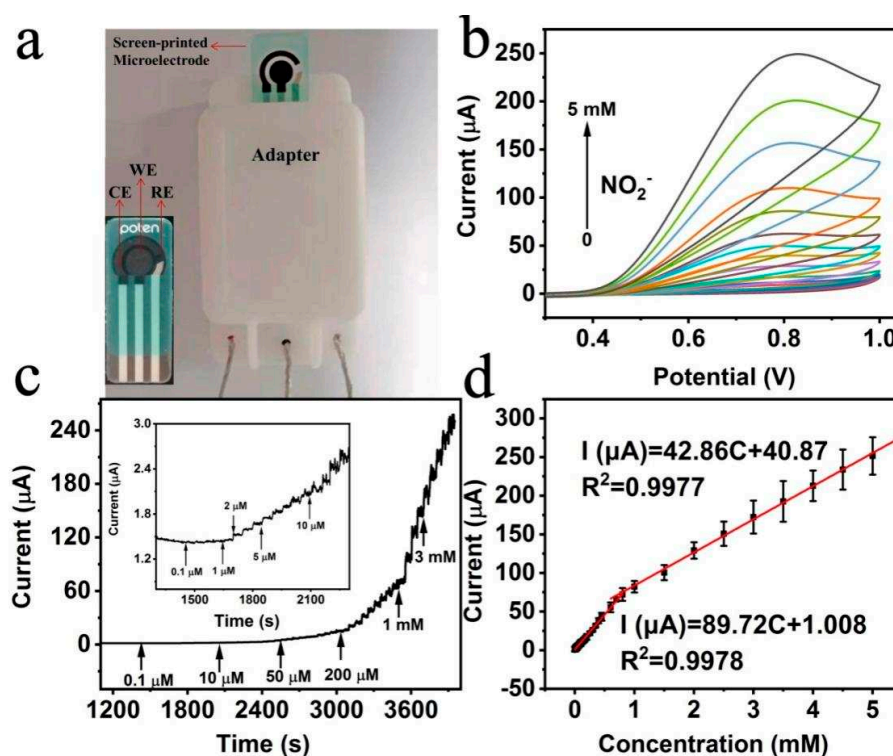 a
Screen-printed
Microelectrode
Adapter
WE
CE RE
poten
b
Current (μA)
250
200
150
100
50
0
5 mM
NO₂⁻
0
0.4 0.6 0.8 1.0
Potential (V)
c
Current (μA)
240
180
120
60
0
3.0
2.4
1.8
1.2
Current (μA)
2 μM
0.1 μM
1 μM
5 μM
10 μM
1500 1800 2100
Time (s)
0.1 μM
10 μM
50 μM
200 μM
1 mM
3 mM
1200 1800 2400 3000 3600
Time (s)
d
Current (μA)
300
250
200
150
100
50
0
-50
I (μA)=42.86C+40.87
R²=0.9977
I (μA)=89.72C+1.008
R²=0.9978
0 1 2 3 4 5
Concentration (mM)